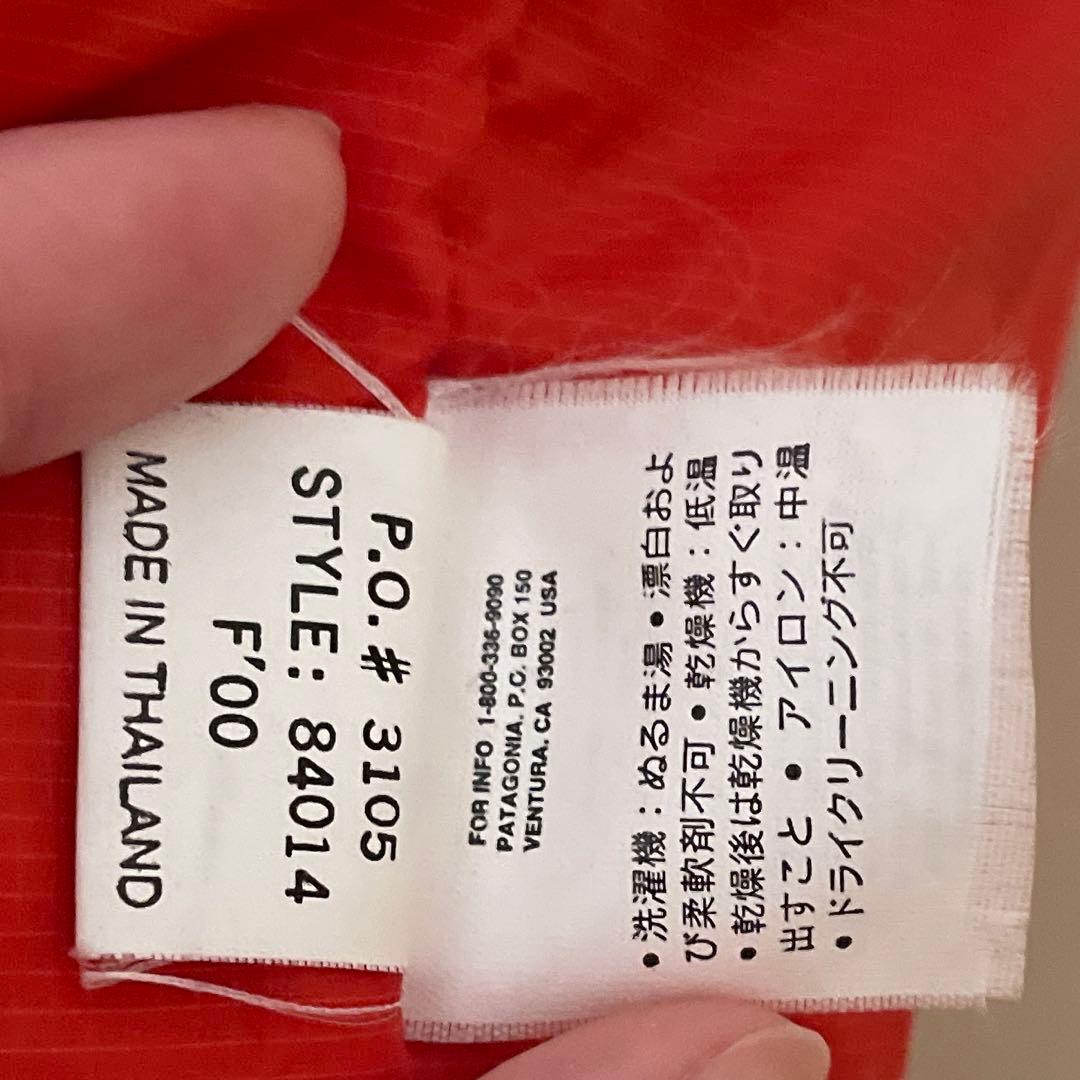 P.O.# 3105
STYLE: 84014
F'00
MADE IN THAILAND
FOR INFO 1-800-336-9090
PATAGONIA. P.O. BOX 150
VENTURA. CA 93002 USA
• 洗濯機：ぬるま湯 • 漂白およ
び柔軟剤不可 • 乾燥機：低温
• 乾燥後は乾燥機からすぐ取り
出すこと • アイロン：中温
• ドライクリーニング不可